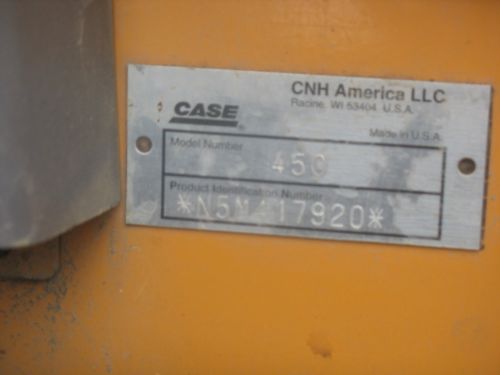 CNH America LLC
Racine, WI 53404 U.S.A.
CASE
Made in U.S.A.
Model Number
450
Product Identification Number
*N5M417920*